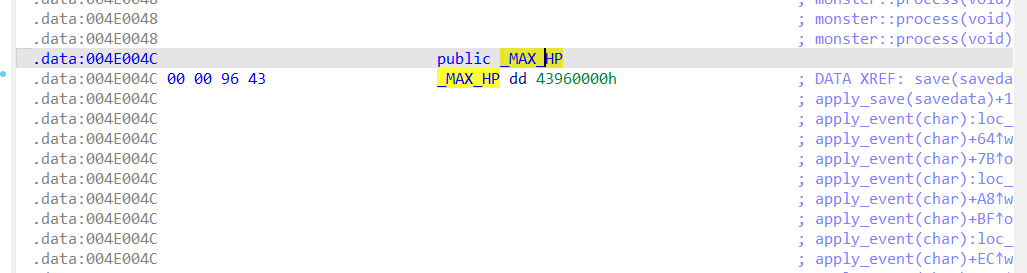 .data:004E0048 ; monster::process(void)
.data:004E0048 ; monster::process(void)
.data:004E0048 ; monster::process(void)
.data:004E004C public _MAX_HP
.data:004E004C 00 00 96 43 _MAX_HP dd 43960000h ; DATA XREF: save(saveda
.data:004E004C ; apply_save(savedata)+1
.data:004E004C ; apply_event(char):loc_
.data:004E004C ; apply_event(char)+64↑w
.data:004E004C ; apply_event(char)+7B↑o
.data:004E004C ; apply_event(char):loc_
.data:004E004C ; apply_event(char)+A8↑w
.data:004E004C ; apply_event(char)+BF↑o
.data:004E004C ; apply_event(char):loc_
.data:004E004C ; apply_event(char)+EC↑w